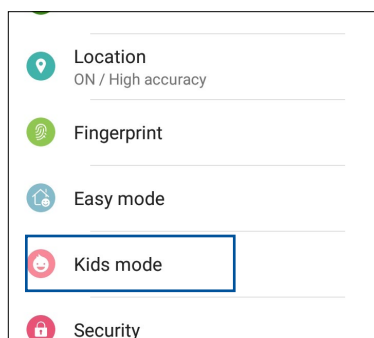 Location
ON / High accuracy
Fingerprint
Easy mode
Kids mode
Security